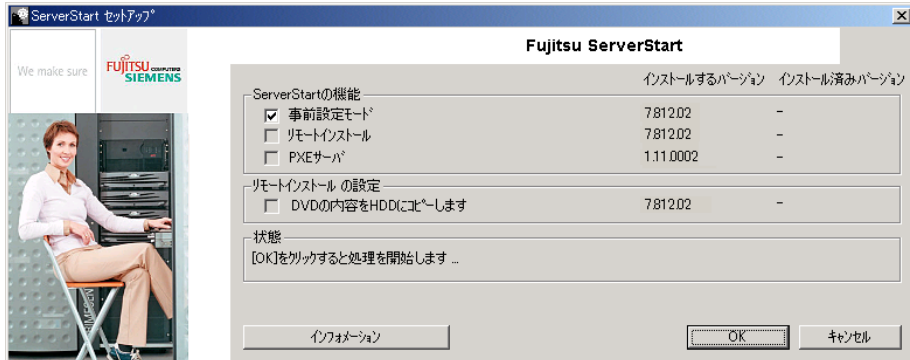 ServerStart セットアップ
We make sure
FUJITSU COMPUTERS
SIEMENS
Fujitsu ServerStart
インストールするバージョン インストール済みバージョン
ServerStartの機能
事前設定モード 7.812.02 -
リモートインストール 7.812.02 -
PXEサーバ 1.11.0002 -
リモートインストール の設定
DVDの内容をHDDにコピーします 7.812.02 -
状態
[OK]をクリックすると処理を開始します ...
インフォメーション OK キャンセル